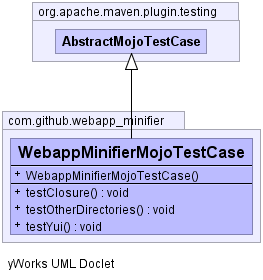 org.apache.maven.plugin.testing
AbstractMojoTestCase
com.github.webapp_minifier
WebappMinifierMojoTestCase
+ WebappMinifierMojoTestCase()
+ testClosure() : void
+ testOtherDirectories() : void
+ testYui() : void
yWorks UML Doclet